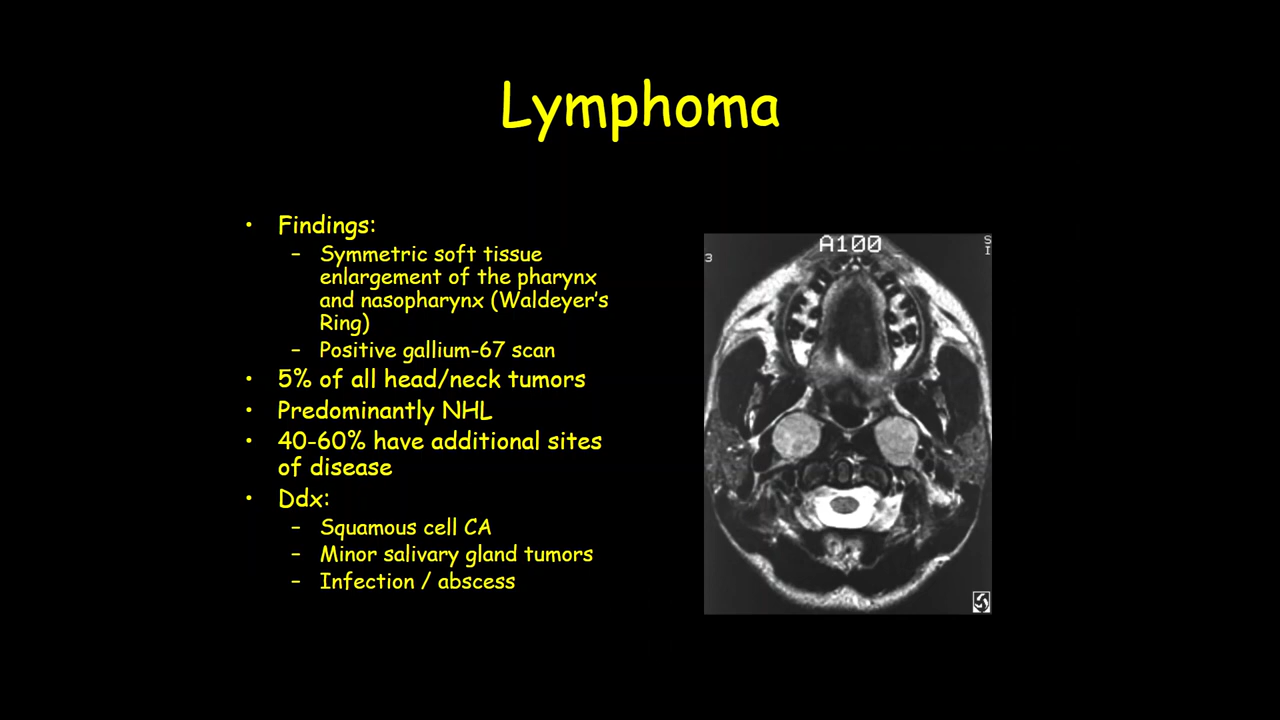 Lymphoma
• Findings:
– Symmetric soft tissue
enlargement of the pharynx
and nasopharynx (Waldeyer's
Ring)
– Positive gallium-67 scan
• 5% of all head/neck tumors
• Predominantly NHL
• 40-60% have additional sites
of disease
• Ddx:
– Squamous cell CA
– Minor salivary gland tumors
– Infection / abscess
A100
S
I
3